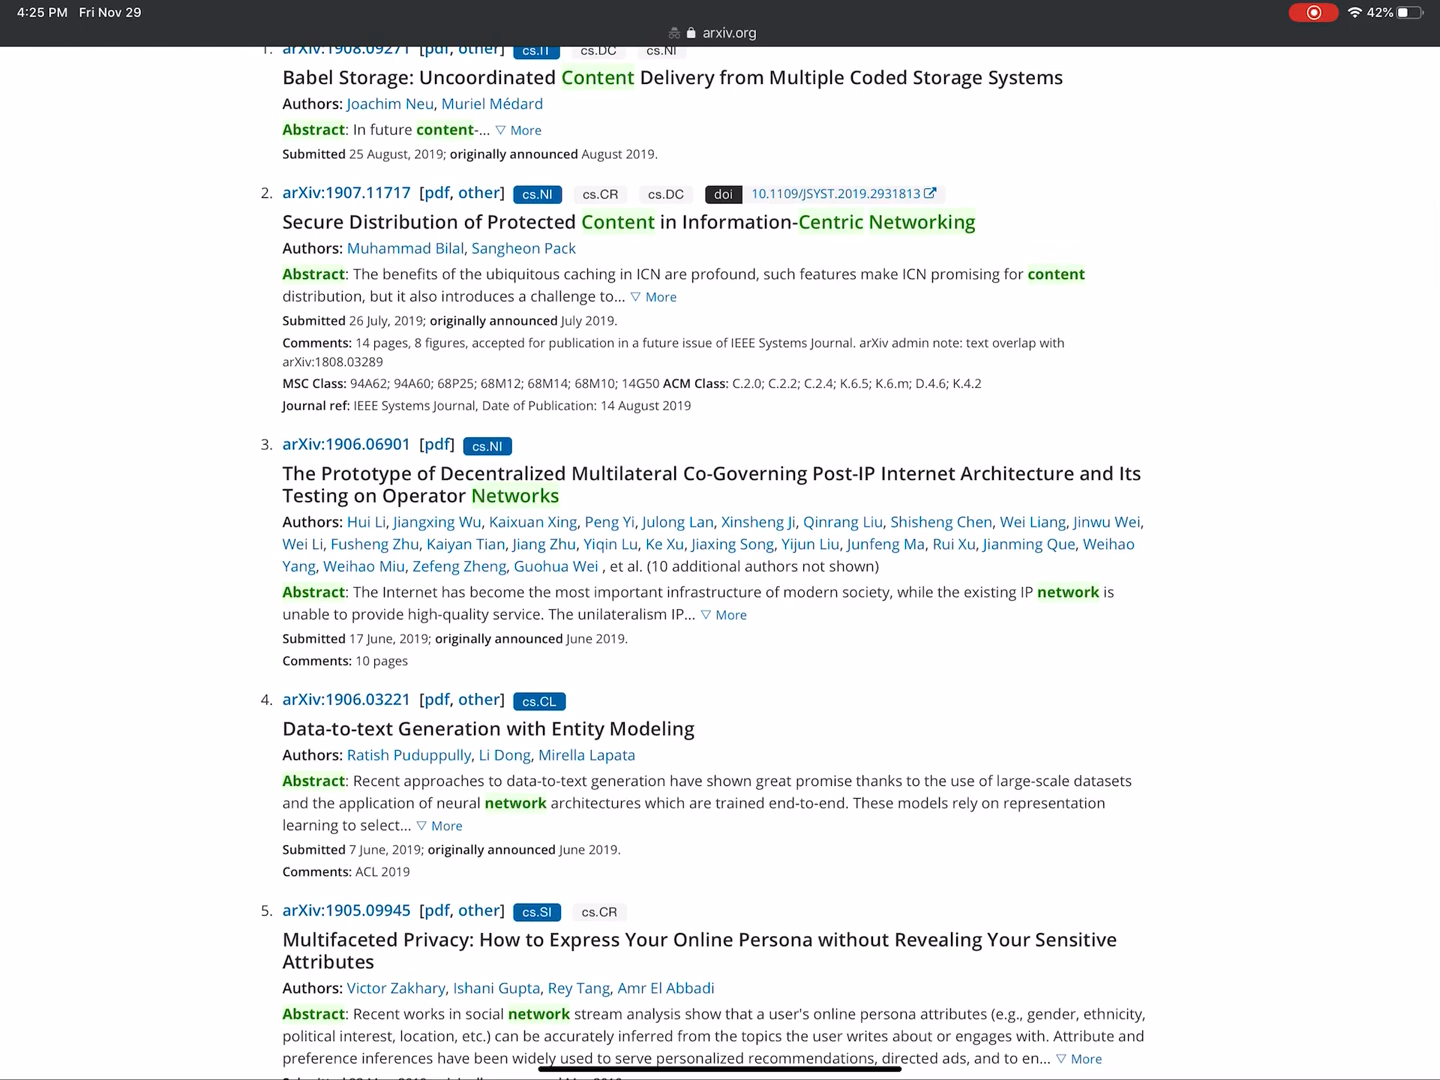 4:25 PM Fri Nov 29
42%
arxiv.org
1. arXiv:1908.09271 [pdf, other] cs.IT cs.DC cs.NI
Babel Storage: Uncoordinated Content Delivery from Multiple Coded Storage Systems
Authors: Joachim Neu, Muriel Médard
Abstract: In future content-... ▽ More
Submitted 25 August, 2019; originally announced August 2019.
2. arXiv:1907.11717 [pdf, other] cs.NI cs.CR cs.DC doi 10.1109/JSYST.2019.2931813
Secure Distribution of Protected Content in Information-Centric Networking
Authors: Muhammad Bilal, Sangheon Pack
Abstract: The benefits of the ubiquitous caching in ICN are profound, such features make ICN promising for content
distribution, but it also introduces a challenge to... ▽ More
Submitted 26 July, 2019; originally announced July 2019.
Comments: 14 pages, 8 figures, accepted for publication in a future issue of IEEE Systems Journal. arXiv admin note: text overlap with
arXiv:1808.03289
MSC Class: 94A62; 94A60; 68P25; 68M12; 68M14; 68M10; 14G50 ACM Class: C.2.0; C.2.2; C.2.4; K.6.5; K.6.m; D.4.6; K.4.2
Journal ref: IEEE Systems Journal, Date of Publication: 14 August 2019
3. arXiv:1906.06901 [pdf] cs.NI
The Prototype of Decentralized Multilateral Co-Governing Post-IP Internet Architecture and Its
Testing on Operator Networks
Authors: Hui Li, Jiangxing Wu, Kaixuan Xing, Peng Yi, Julong Lan, Xinsheng Ji, Qinrang Liu, Shisheng Chen, Wei Liang, Jinwu Wei,
Wei Li, Fusheng Zhu, Kaiyan Tian, Jiang Zhu, Yiqin Lu, Ke Xu, Jiaxing Song, Yijun Liu, Junfeng Ma, Rui Xu, Jianming Que, Weihao
Yang, Weihao Miu, Zefeng Zheng, Guohua Wei , et al. (10 additional authors not shown)
Abstract: The Internet has become the most important infrastructure of modern society, while the existing IP network is
unable to provide high-quality service. The unilateralism IP... ▽ More
Submitted 17 June, 2019; originally announced June 2019.
Comments: 10 pages
4. arXiv:1906.03221 [pdf, other] cs.CL
Data-to-text Generation with Entity Modeling
Authors: Ratish Puduppully, Li Dong, Mirella Lapata
Abstract: Recent approaches to data-to-text generation have shown great promise thanks to the use of large-scale datasets
and the application of neural network architectures which are trained end-to-end. These models rely on representation
learning to select... ▽ More
Submitted 7 June, 2019; originally announced June 2019.
Comments: ACL 2019
5. arXiv:1905.09945 [pdf, other] cs.SI cs.CR
Multifaceted Privacy: How to Express Your Online Persona without Revealing Your Sensitive
Attributes
Authors: Victor Zakhary, Ishani Gupta, Rey Tang, Amr El Abbadi
Abstract: Recent works in social network stream analysis show that a user's online persona attributes (e.g., gender, ethnicity,
political interest, location, etc.) can be accurately inferred from the topics the user writes about or engages with. Attribute and
preference inferences have been widely used to serve personalized recommendations, directed ads, and to en... ▽ More